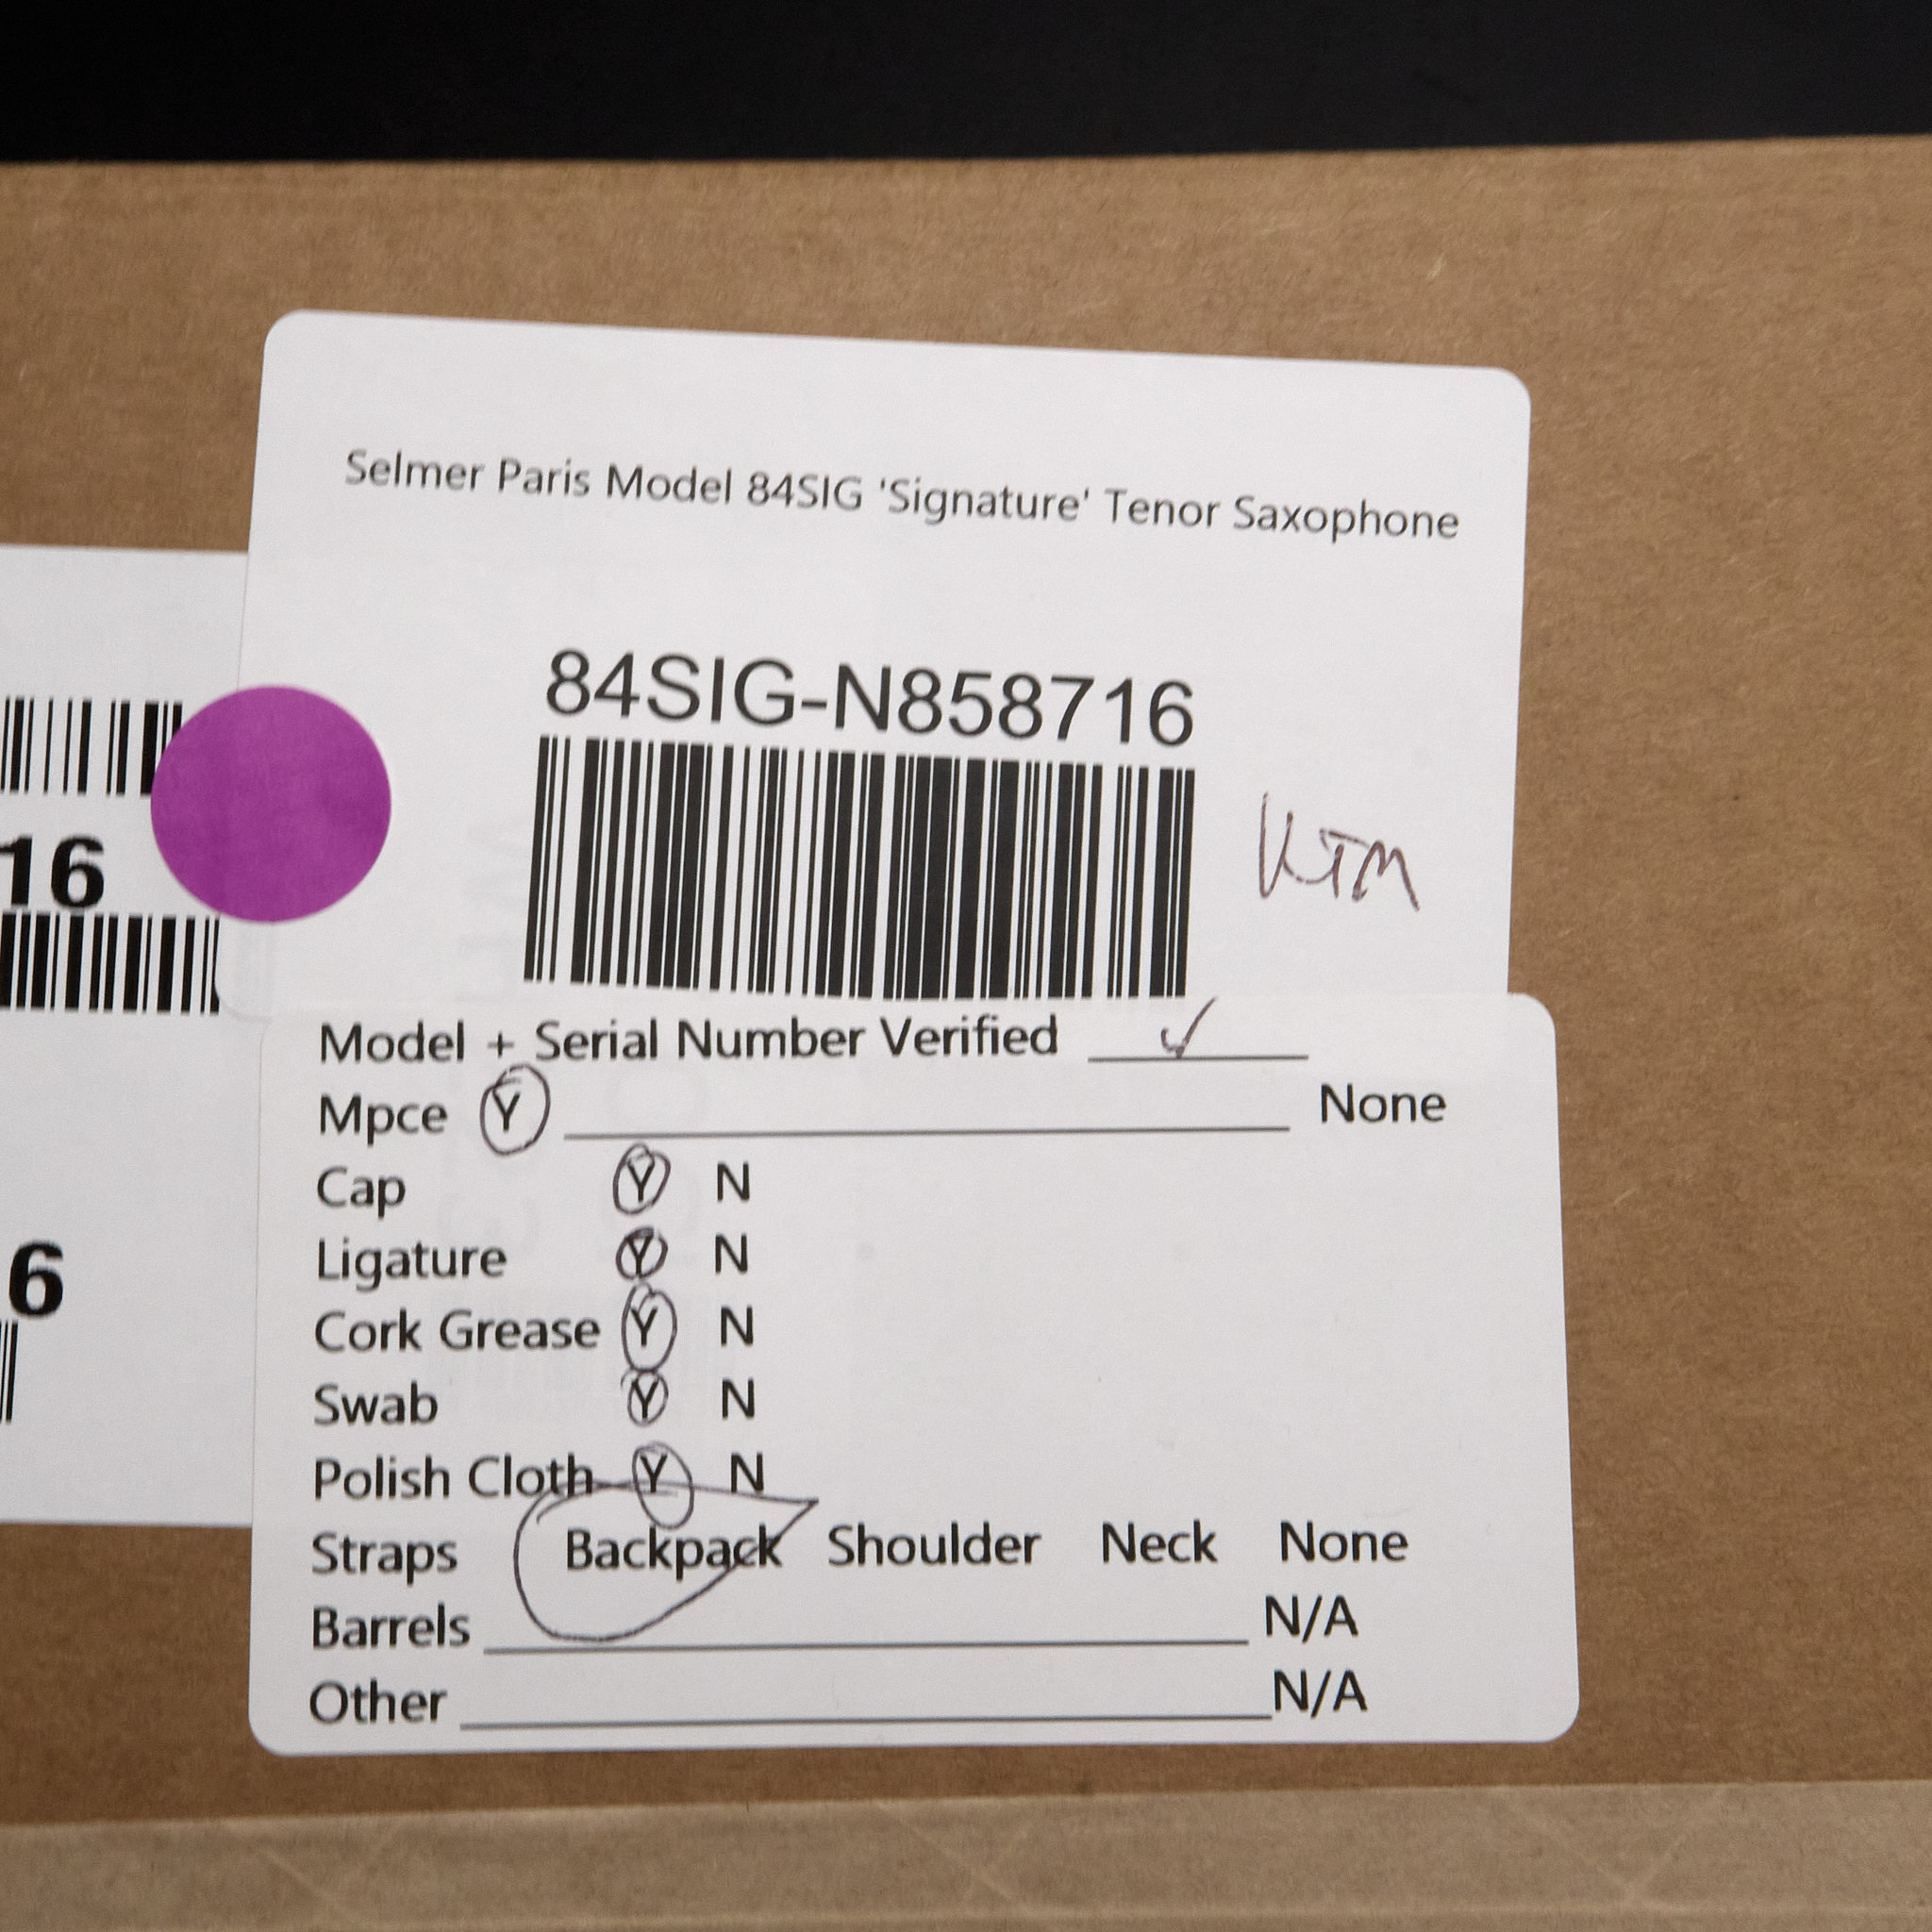 Selmer Paris Model 84SIG 'Signature' Tenor Saxophone
84SIG-N858716
16
KIM
6
Model + Serial Number Verified ✓
Mpce Y None
Cap Y N
Ligature Y N
Cork Grease Y N
Swab Y N
Polish Cloth Y N
Straps Backpack Shoulder Neck None
Barrels N/A
Other N/A